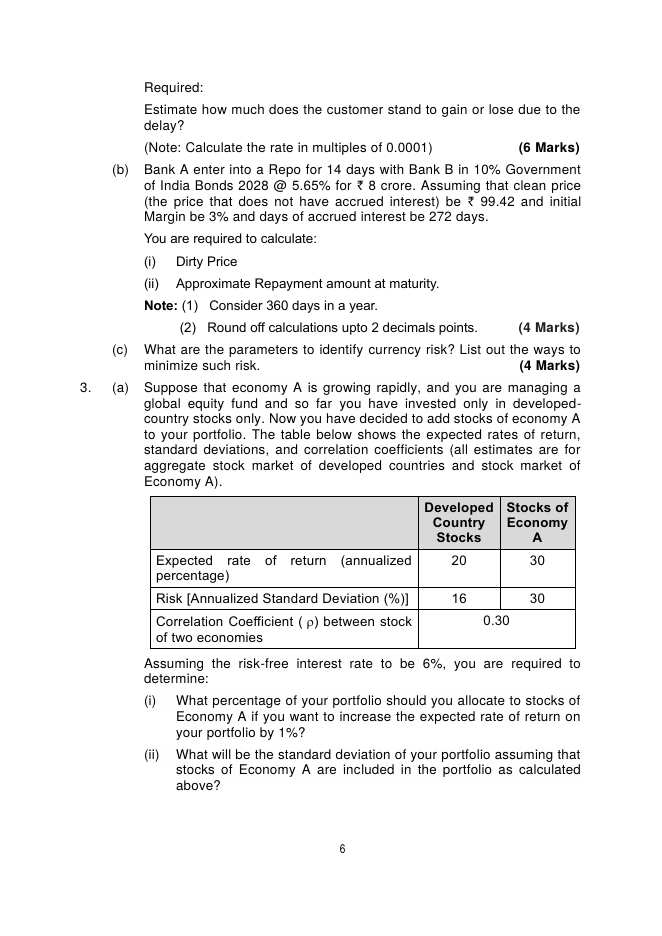 Required:
Estimate how much does the customer stand to gain or lose due to the
delay?
(Note: Calculate the rate in multiples of 0.0001) (6 Marks)
(b) Bank A enter into a Repo for 14 days with Bank B in 10% Government
of India Bonds 2028 @ 5.65% for ₹ 8 crore. Assuming that clean price
(the price that does not have accrued interest) be ₹ 99.42 and initial
Margin be 3% and days of accrued interest be 272 days.
You are required to calculate:
(i) Dirty Price
(ii) Approximate Repayment amount at maturity.
Note: (1) Consider 360 days in a year.
(2) Round off calculations upto 2 decimals points. (4 Marks)
(c) What are the parameters to identify currency risk? List out the ways to
minimize such risk. (4 Marks)
3. (a) Suppose that economy A is growing rapidly, and you are managing a
global equity fund and so far you have invested only in developed-
country stocks only. Now you have decided to add stocks of economy A
to your portfolio. The table below shows the expected rates of return,
standard deviations, and correlation coefficients (all estimates are for
aggregate stock market of developed countries and stock market of
Economy A).
Developed Stocks of
Country Economy
Stocks A
Expected rate of return (annualized 20 30
percentage)
Risk [Annualized Standard Deviation (%)] 16 30
Correlation Coefficient ( ρ) between stock 0.30
of two economies
Assuming the risk-free interest rate to be 6%, you are required to
determine:
(i) What percentage of your portfolio should you allocate to stocks of
Economy A if you want to increase the expected rate of return on
your portfolio by 1%?
(ii) What will be the standard deviation of your portfolio assuming that
stocks of Economy A are included in the portfolio as calculated
above?
6